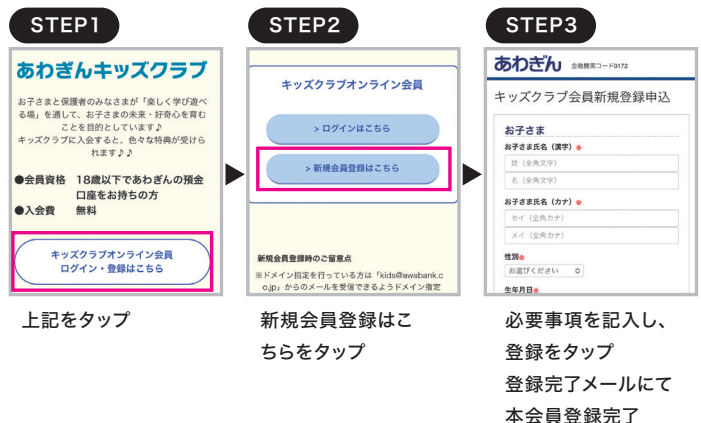 STEP1
あわぎんキッズクラブ
お子さまと保護者のみなさまが「楽しく学び遊べ
る場」を通して、お子さまの未来・好奇心を育む
ことを目的としています♪
キッズクラブに入会すると、色々な特典が受けら
れます♪♪
●会員資格 18歳以下であわぎんの預金
口座をお持ちの方
●入会費 無料
キッズクラブオンライン会員
ログイン・登録はこちら
上記をタップ
STEP2
キッズクラブオンライン会員
> ログインはこちら
> 新規会員登録はこちら
新規会員登録時のご留意点
※ドメイン指定を行っている方は「kids@awabank.c
o.jp」からのメールを受信できるようドメイン指定
新規会員登録はこ
ちらをタップ
STEP3
あわぎん 金融機関コード0172
キッズクラブ会員新規登録申込
お子さま
お子さま氏名（漢字）※
姓（全角文字）
名（全角文字）
お子さま氏名（カナ）※
セイ（全角カナ）
メイ（全角カナ）
性別※
お選びください
生年月日※
必要事項を記入し、
登録をタップ
登録完了メールにて
本会員登録完了